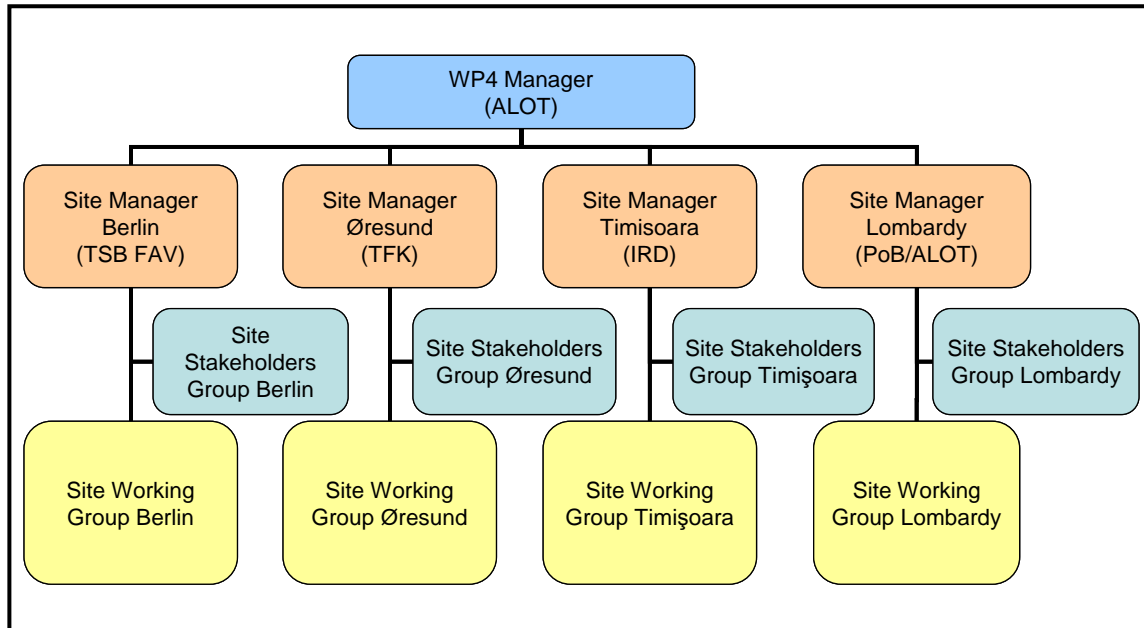 WP4 Manager
(ALOT)
Site Manager
Berlin
(TSB FAV)
Site Manager
Øresund
(TFK)
Site Manager
Timisoara
(IRD)
Site Manager
Lombardy
(PoB/ALOT)
Site
Stakeholders
Group Berlin
Site Stakeholders
Group Øresund
Site Stakeholders
Group Timişoara
Site Stakeholders
Group Lombardy
Site Working
Group Berlin
Site Working
Group Øresund
Site Working
Group Timişoara
Site Working
Group Lombardy